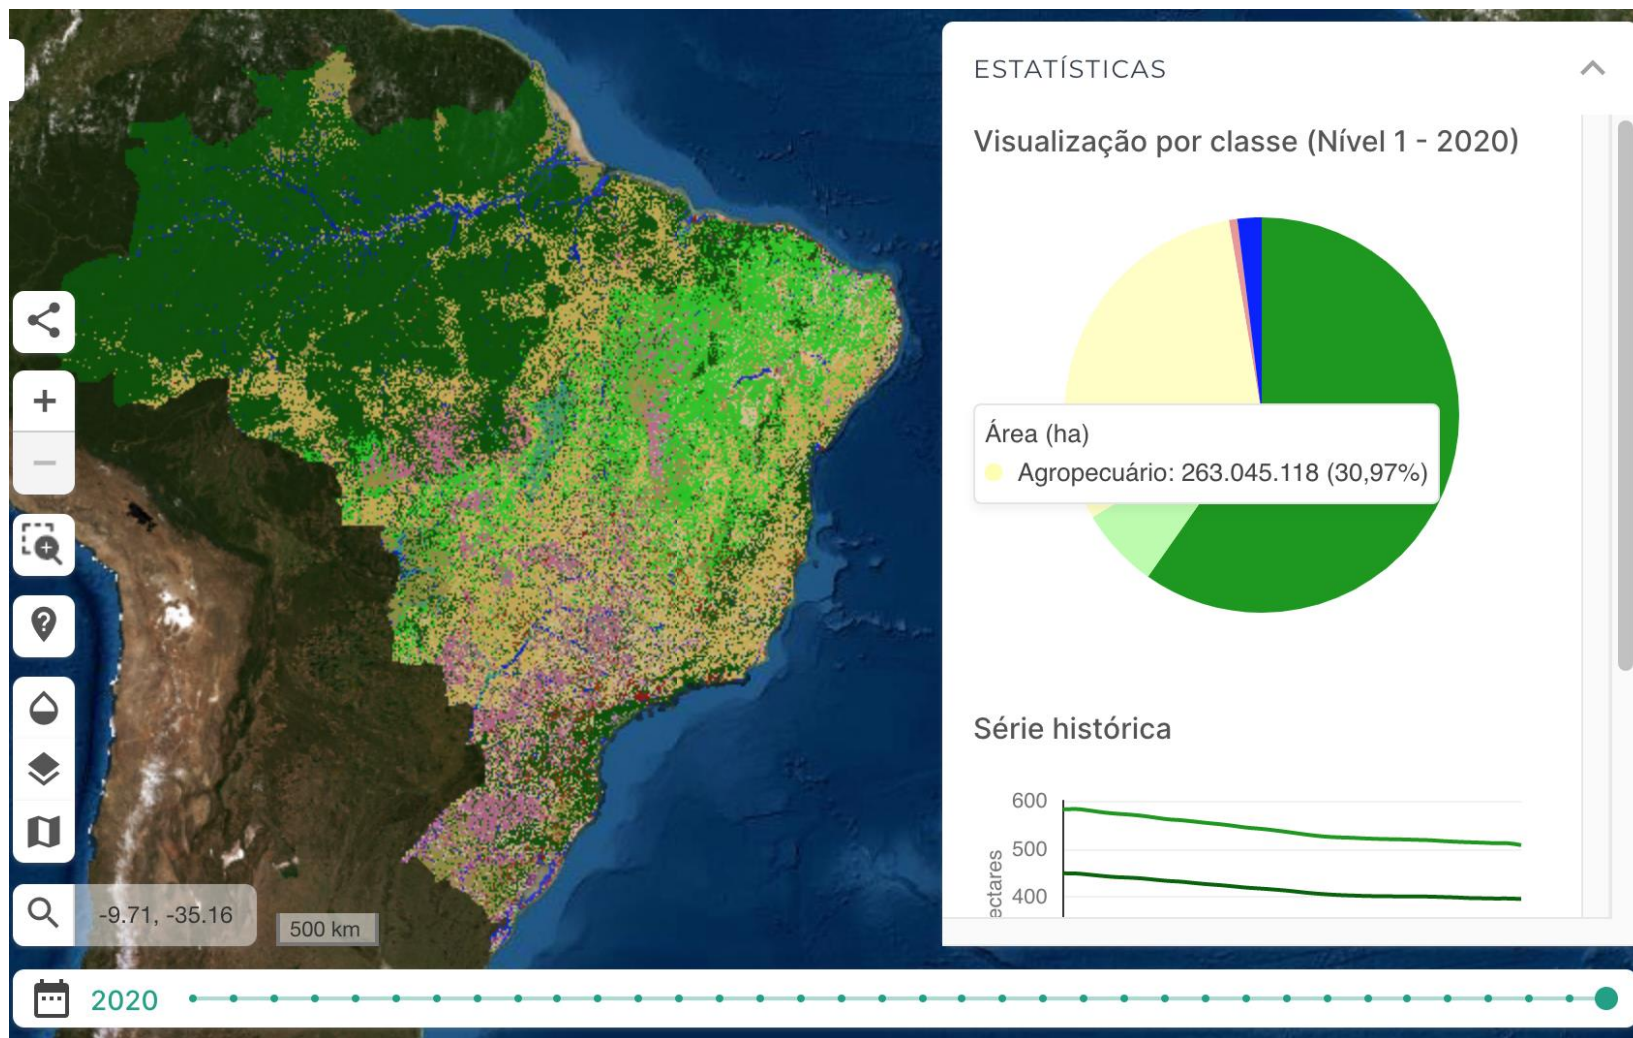 ESTATÍSTICAS
Visualização por classe (Nível 1 - 2020)
Área (ha)
Agropecuário: 263.045.118 (30,97%)
Série histórica
600
500
400
ectares
-9.71, -35.16
500 km
2020